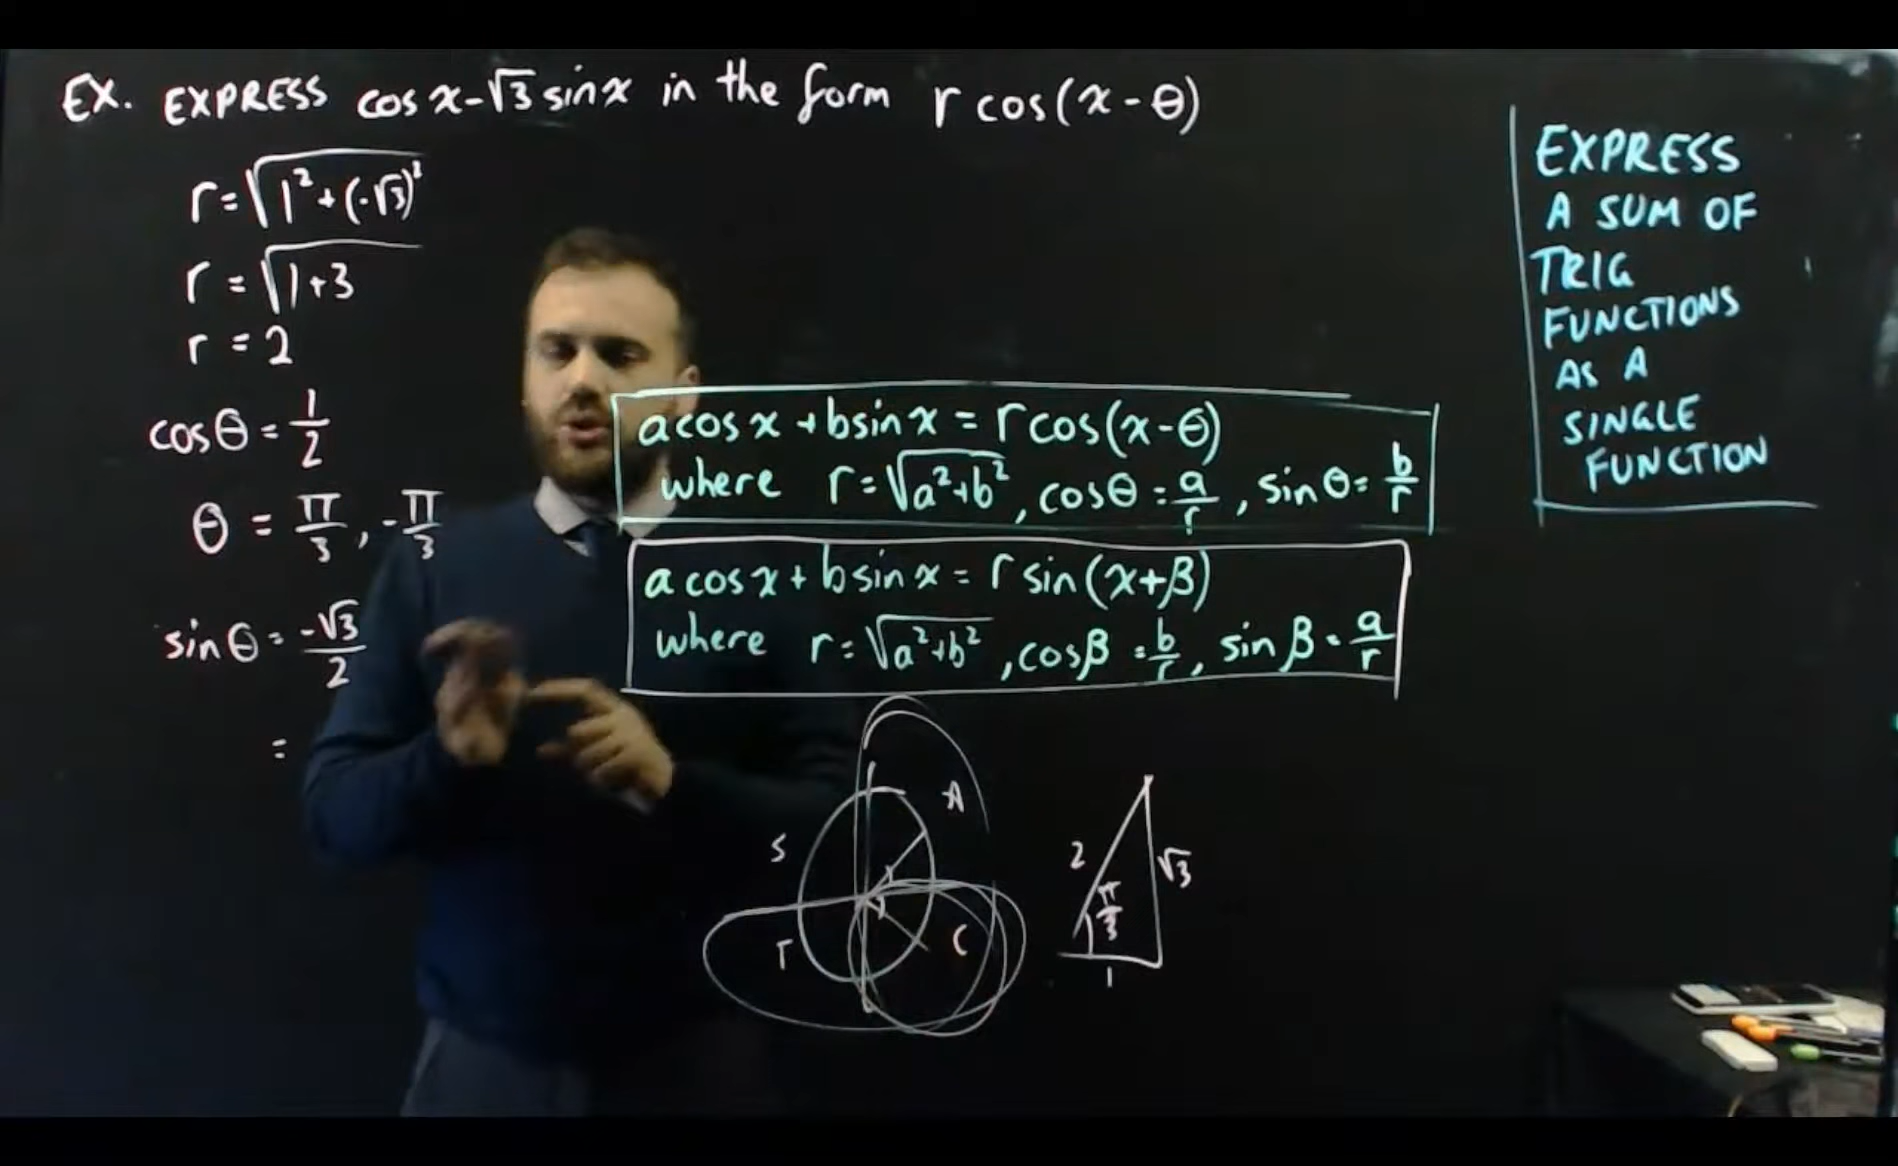 EX. EXPRESS cos x - √3 sin x in the form r cos(x - θ)
r = √(1² + (-√3)²)
r = √(1+3)
r = 2
cos θ = 1/2
θ = π/3, -π/3
sin θ = -√3/2
=
a cos x + b sin x = r cos(x - θ)
where r = √(a²+b²), cos θ = a/r, sin θ = b/r
a cos x + b sin x = r sin(x + β)
where r = √(a²+b²), cos β = b/r, sin β = a/r
S A
T C
2 √3
π/3
1
EXPRESS
A SUM OF
TRIG
FUNCTIONS
AS A
SINGLE
FUNCTION